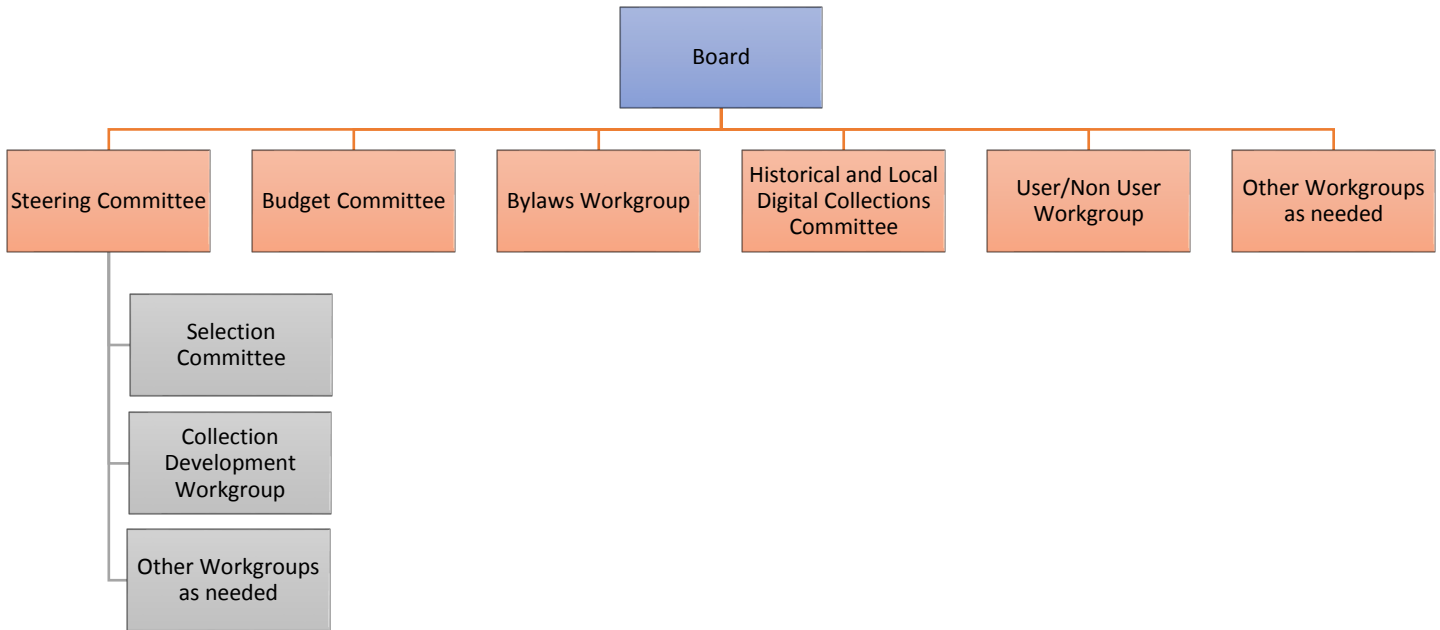 Board
Steering Committee
Budget Committee
Bylaws Workgroup
Historical and Local
Digital Collections
Committee
User/Non User
Workgroup
Other Workgroups
as needed
Selection
Committee
Collection
Development
Workgroup
Other Workgroups
as needed